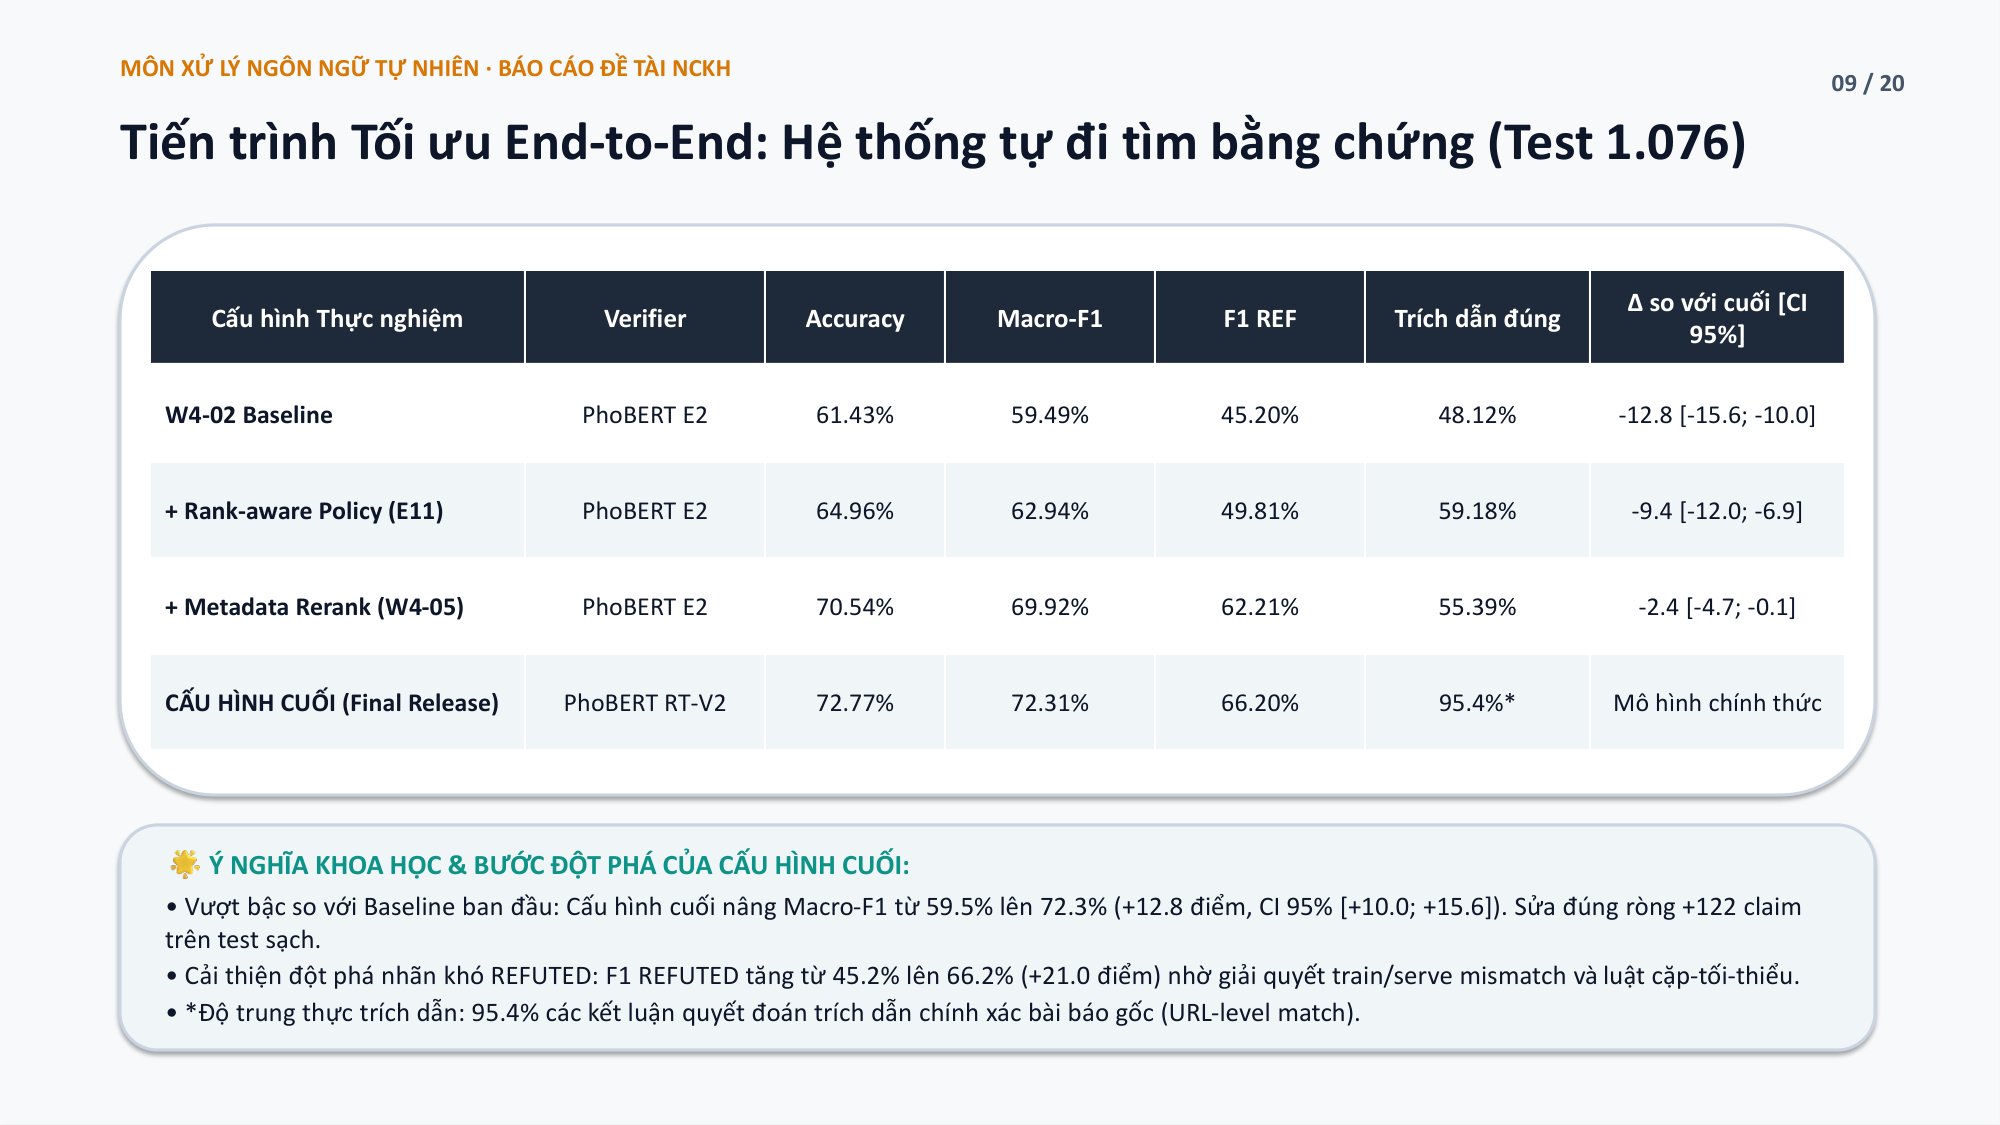 MÔN XỬ LÝ NGÔN NGỮ TỰ NHIÊN · BÁO CÁO ĐỀ TÀI NCKH
09 / 20
Tiến trình Tối ưu End-to-End: Hệ thống tự đi tìm bằng chứng (Test 1.076)
Cấu hình Thực nghiệm Verifier Accuracy Macro-F1 F1 REF Trích dẫn đúng Δ so với cuối [CI
95%]
W4-02 Baseline PhoBERT E2 61.43% 59.49% 45.20% 48.12% -12.8 [-15.6; -10.0]
+ Rank-aware Policy (E11) PhoBERT E2 64.96% 62.94% 49.81% 59.18% -9.4 [-12.0; -6.9]
+ Metadata Rerank (W4-05) PhoBERT E2 70.54% 69.92% 62.21% 55.39% -2.4 [-4.7; -0.1]
CẤU HÌNH CUỐI (Final Release) PhoBERT RT-V2 72.77% 72.31% 66.20% 95.4%* Mô hình chính thức
🌟 Ý NGHĨA KHOA HỌC & BƯỚC ĐỘT PHÁ CỦA CẤU HÌNH CUỐI:
• Vượt bậc so với Baseline ban đầu: Cấu hình cuối nâng Macro-F1 từ 59.5% lên 72.3% (+12.8 điểm, CI 95% [+10.0; +15.6]). Sửa đúng ròng +122 claim
trên test sạch.
• Cải thiện đột phá nhãn khó REFUTED: F1 REFUTED tăng từ 45.2% lên 66.2% (+21.0 điểm) nhờ giải quyết train/serve mismatch và luật cặp-tối-thiểu.
• *Độ trung thực trích dẫn: 95.4% các kết luận quyết đoán trích dẫn chính xác bài báo gốc (URL-level match).